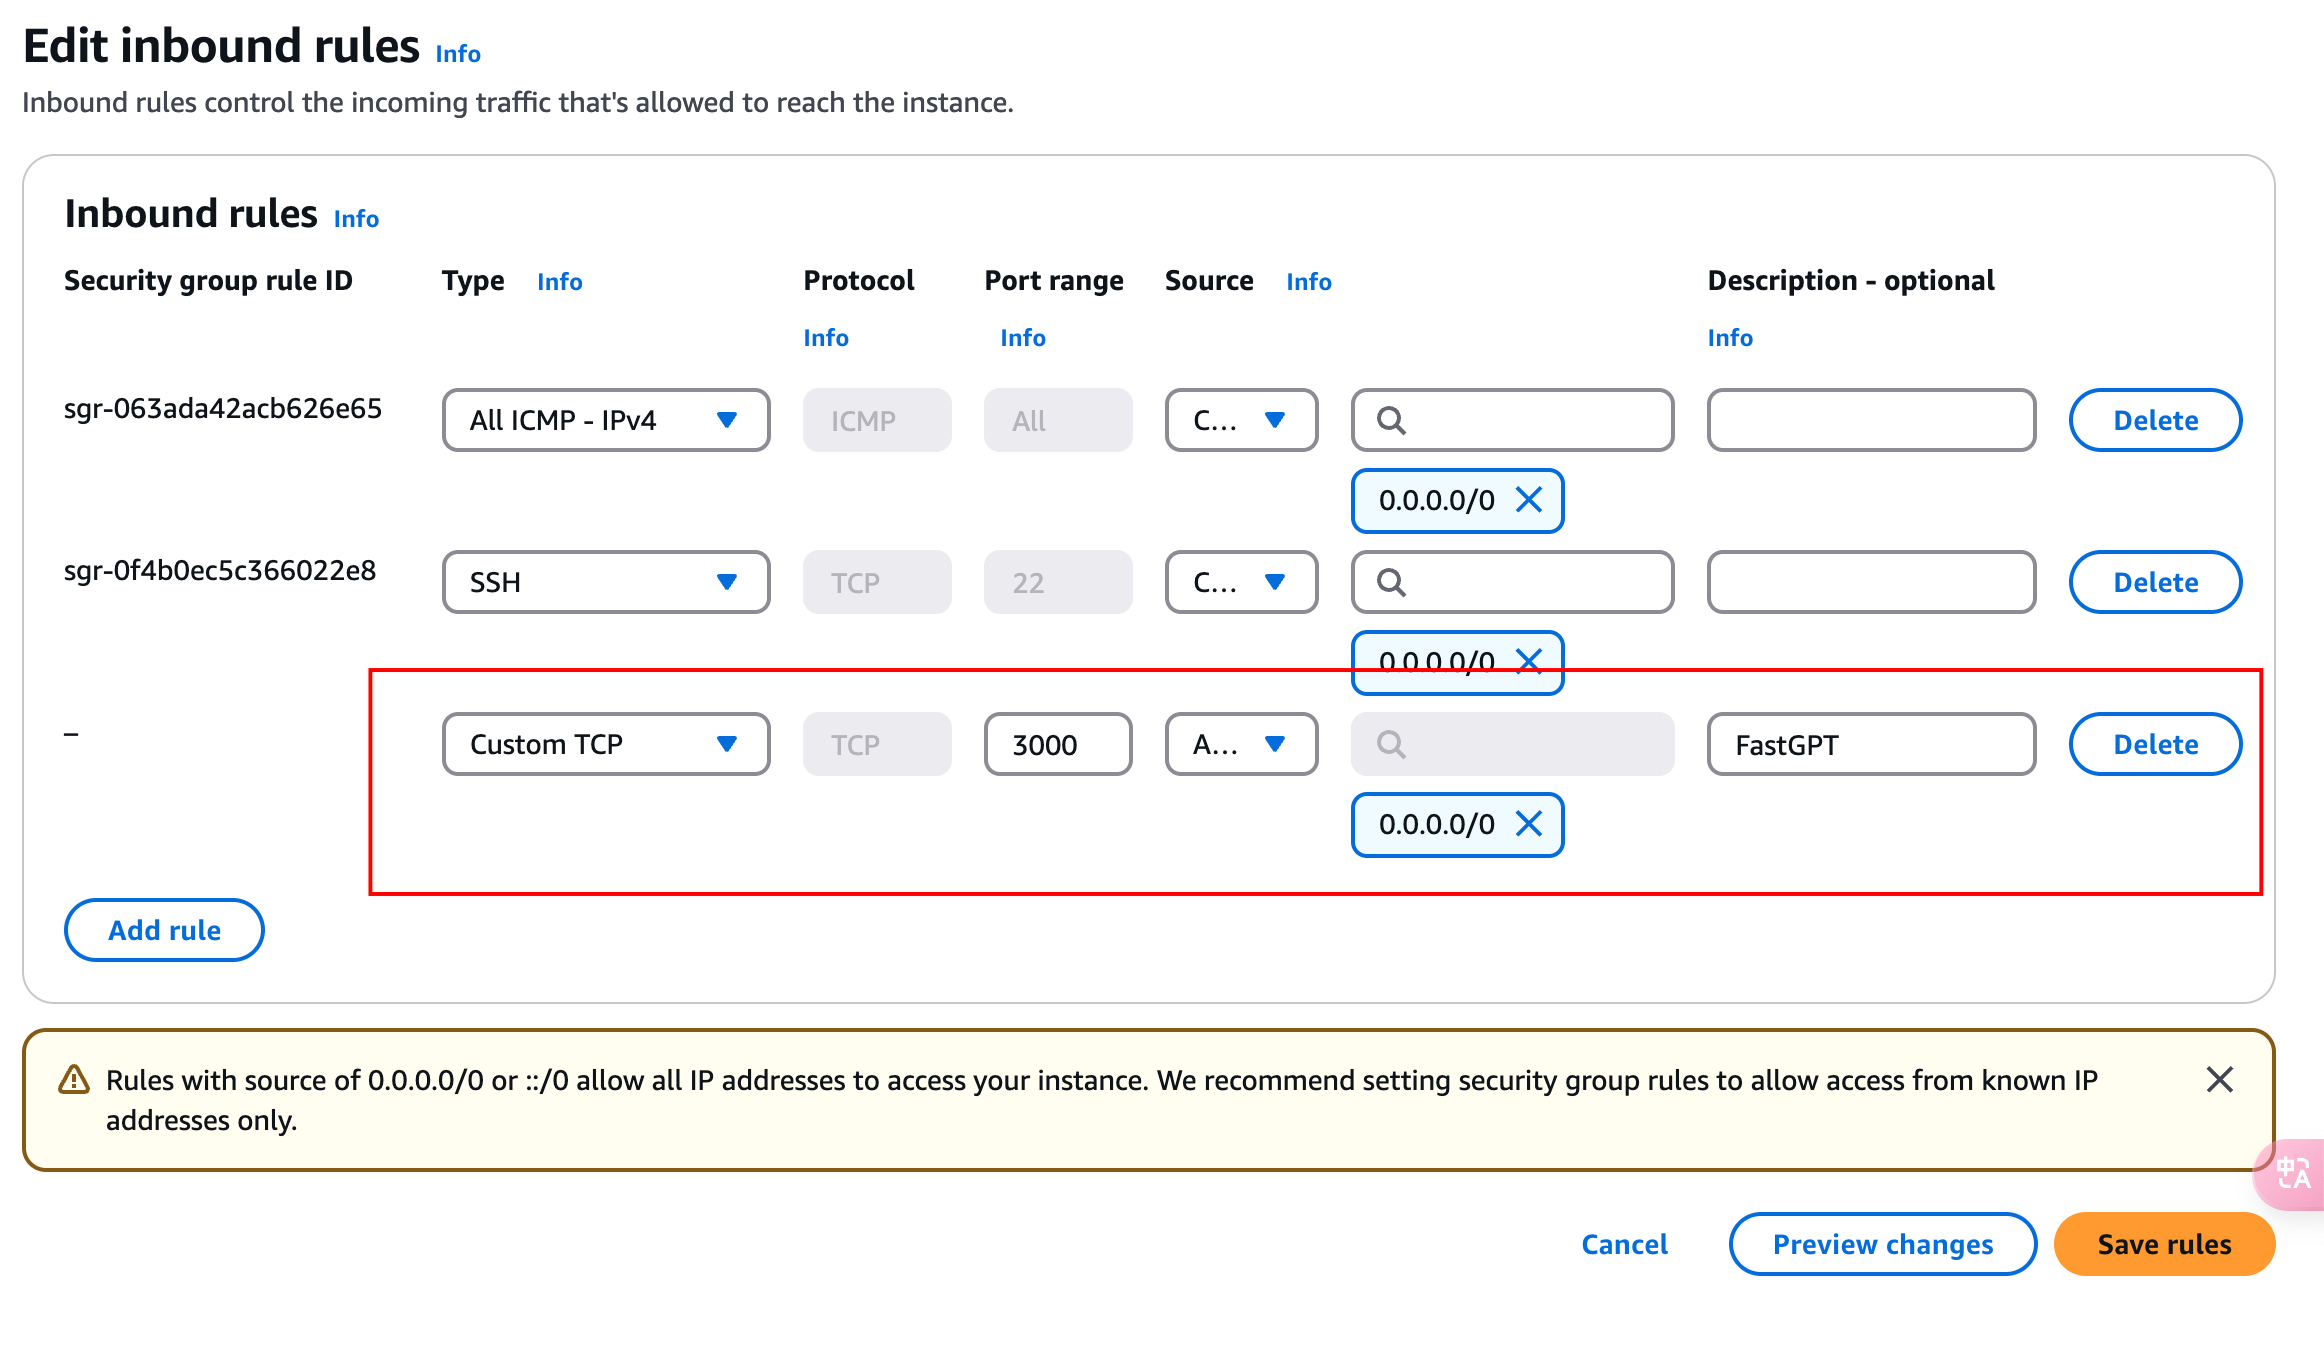 Edit inbound rules Info
Inbound rules control the incoming traffic that's allowed to reach the instance.
Inbound rules Info
Security group rule ID Type Info Protocol Port range Source Info Description - optional
Info Info Info
sgr-063ada42acb626e65 All ICMP - IPv4 ICMP All C... Delete
0.0.0.0/0
sgr-0f4b0ec5c366022e8 SSH TCP 22 C... Delete
0.0.0.0/0
– Custom TCP TCP 3000 A... FastGPT Delete
0.0.0.0/0
Add rule
Rules with source of 0.0.0.0/0 or ::/0 allow all IP addresses to access your instance. We recommend setting security group rules to allow access from known IP
addresses only.
中A
Cancel Preview changes Save rules